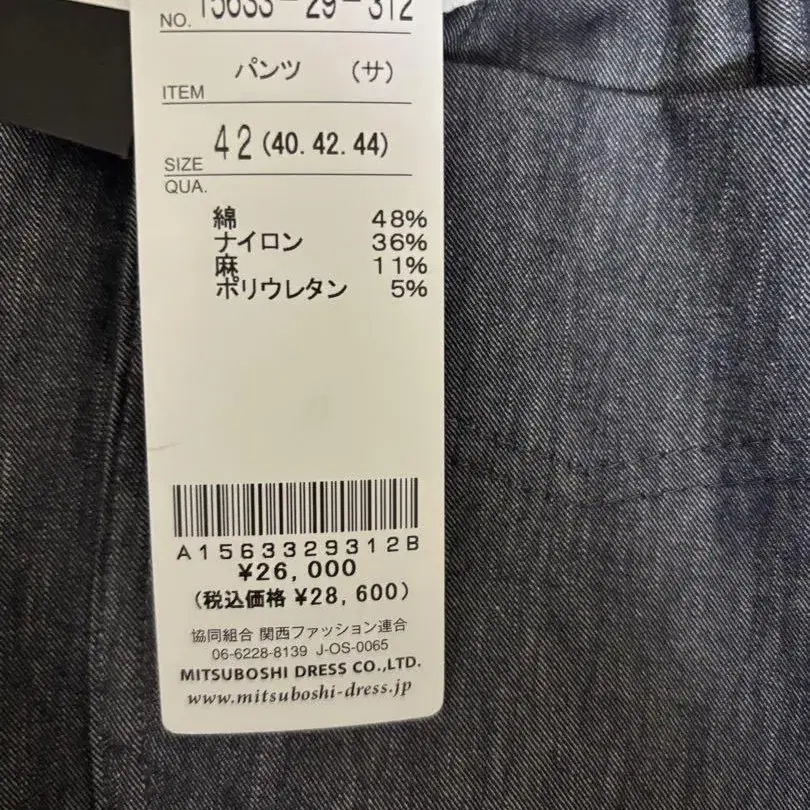 NO. 15633-29-312
ITEM パンツ (サ)
SIZE 42 (40.42.44)
QUA.
綿 48%
ナイロン 36%
麻 11%
ポリウレタン 5%
A1563329312B
¥26,000
(税込価格 ¥28,600)
協同組合 関西ファッション連合
06-6228-8139 J-OS-0065
MITSUBOSHI DRESS CO.,LTD.
www.mitsuboshi-dress.jp